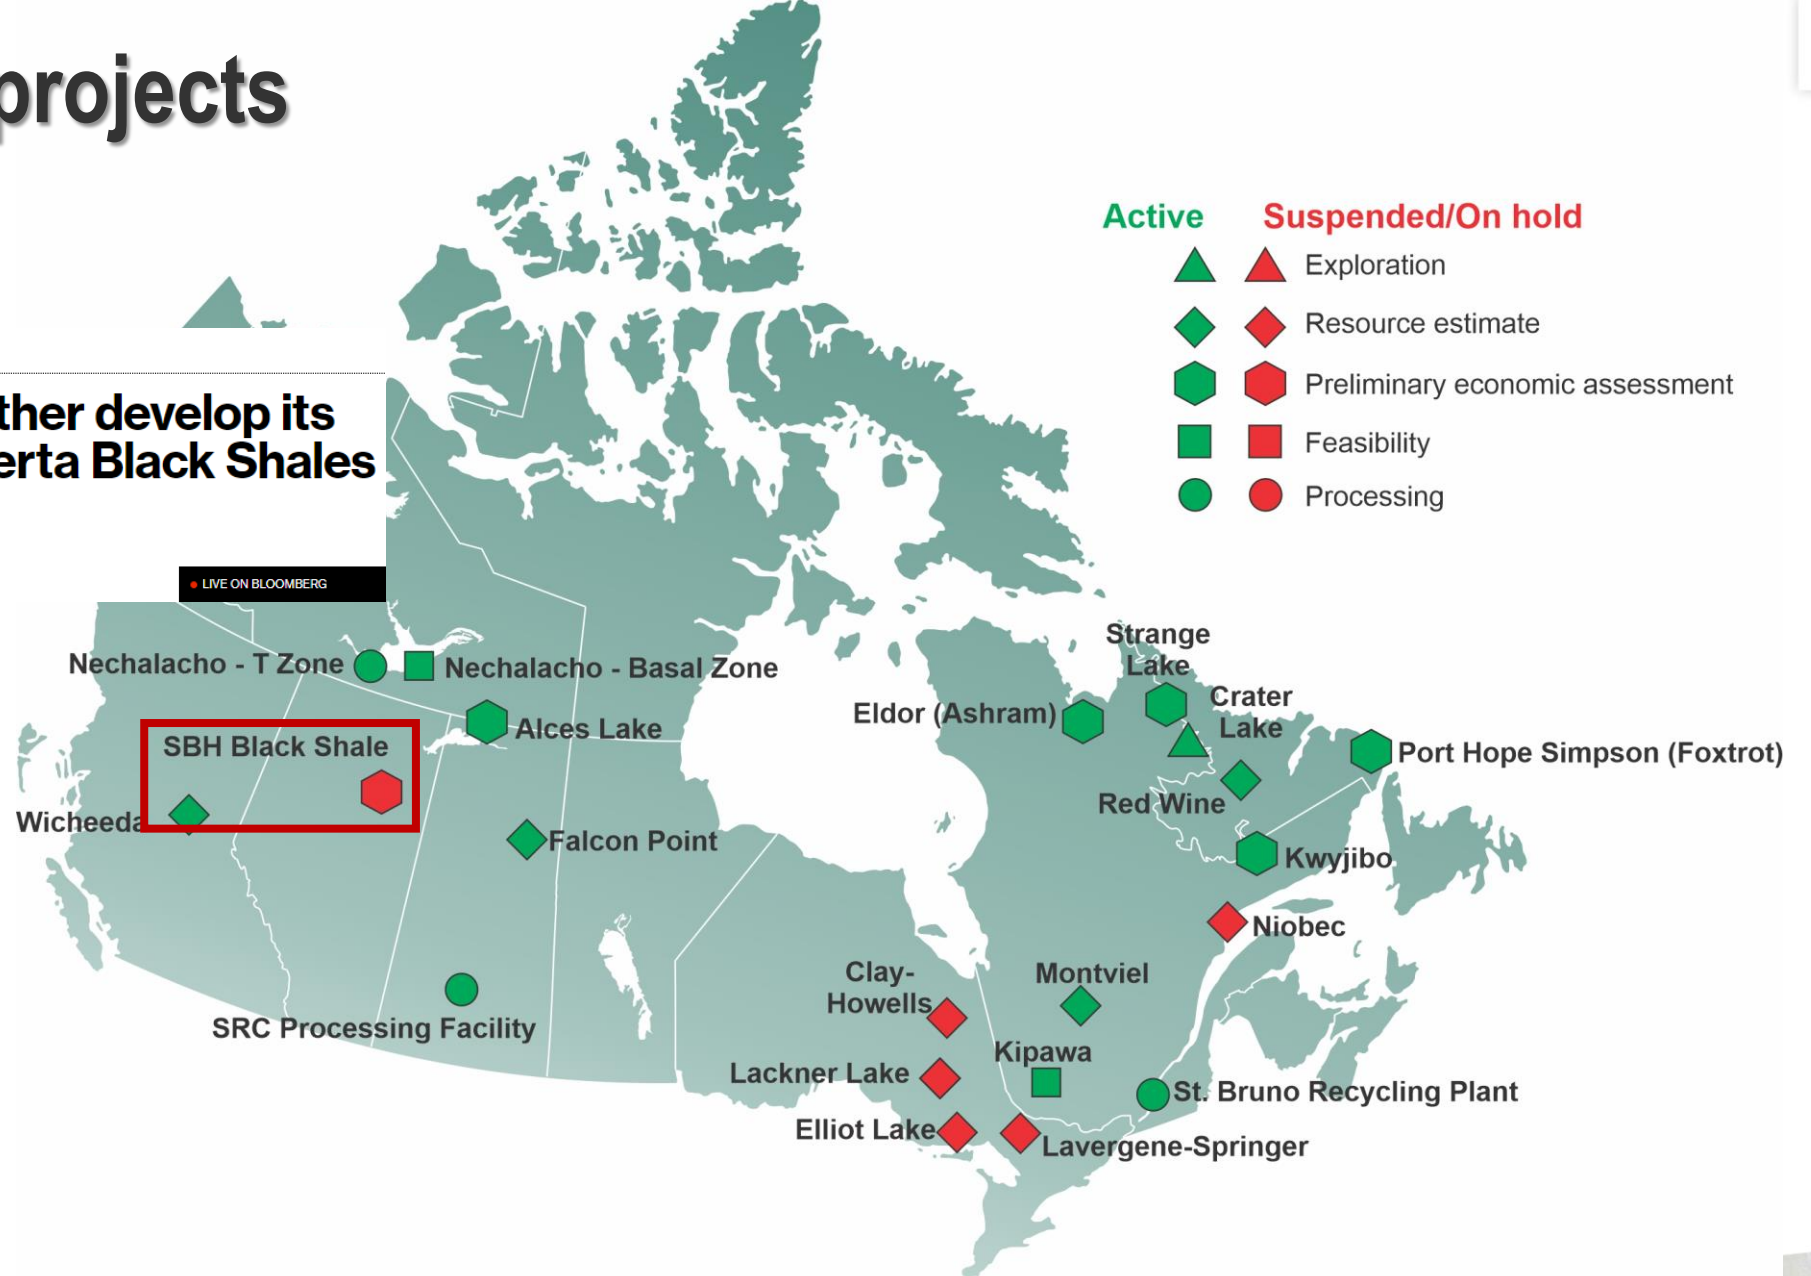 projects
Active
Suspended/On hold
Exploration
Resource estimate
Preliminary economic assessment
Feasibility
Processing
ther develop its
erta Black Shales
LIVE ON BLOOMBERG
Nechalacho - T Zone
Nechalacho - Basal Zone
Alces Lake
SBH Black Shale
Wicheeda
Falcon Point
SRC Processing Facility
Strange
Lake
Crater
Lake
Eldor (Ashram)
Port Hope Simpson (Foxtrot)
Red Wine
Kwyjibo
Niobec
Clay-
Howells
Montviel
Kipawa
Lackner Lake
St. Bruno Recycling Plant
Elliot Lake
Lavergene-Springer